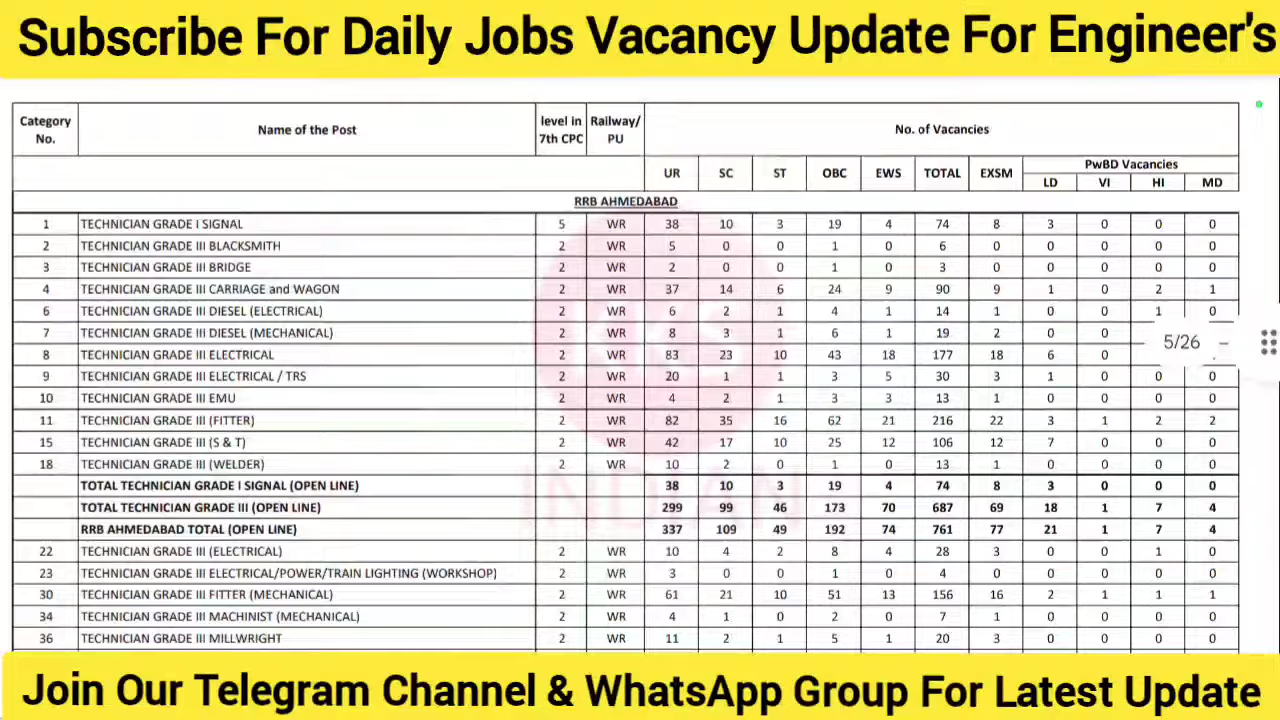 Subscribe For Daily Jobs Vacancy Update For Engineer's
Category No. Name of the Post level in 7th CPC Railway/ PU No. of Vacancies
UR SC ST OBC EWS TOTAL EXSM PwBD Vacancies
LD VI HI MD
RRB AHMEDABAD
1 TECHNICIAN GRADE I SIGNAL 5 WR 38 10 3 19 4 74 8 3 0 0 0
2 TECHNICIAN GRADE III BLACKSMITH 2 WR 5 0 0 1 0 6 0 0 0 0 0
3 TECHNICIAN GRADE III BRIDGE 2 WR 2 0 0 1 0 3 0 0 0 0 0
4 TECHNICIAN GRADE III CARRIAGE and WAGON 2 WR 37 14 6 24 9 90 9 1 0 2 1
6 TECHNICIAN GRADE III DIESEL (ELECTRICAL) 2 WR 6 2 1 4 1 14 1 0 0 1 0
7 TECHNICIAN GRADE III DIESEL (MECHANICAL) 2 WR 8 3 1 6 1 19 2 0 0
5/26
8 TECHNICIAN GRADE III ELECTRICAL 2 WR 83 23 10 43 18 177 18 6 0
9 TECHNICIAN GRADE III ELECTRICAL / TRS 2 WR 20 1 1 3 5 30 3 1 0 0 0
10 TECHNICIAN GRADE III EMU 2 WR 4 2 1 3 3 13 1 0 0 0 0
11 TECHNICIAN GRADE III (FITTER) 2 WR 82 35 16 62 21 216 22 3 1 2 2
15 TECHNICIAN GRADE III (S & T) 2 WR 42 17 10 25 12 106 12 7 0 0 0
18 TECHNICIAN GRADE III (WELDER) 2 WR 10 2 0 1 0 13 1 0 0 0 0
TOTAL TECHNICIAN GRADE I SIGNAL (OPEN LINE) 38 10 3 19 4 74 8 3 0 0 0
TOTAL TECHNICIAN GRADE III (OPEN LINE) 299 99 46 173 70 687 69 18 1 7 4
RRB AHMEDABAD TOTAL (OPEN LINE) 337 109 49 192 74 761 77 21 1 7 4
22 TECHNICIAN GRADE III (ELECTRICAL) 2 WR 10 4 2 8 4 28 3 0 0 1 0
23 TECHNICIAN GRADE III ELECTRICAL/POWER/TRAIN LIGHTING (WORKSHOP) 2 WR 3 0 0 1 0 4 0 0 0 0 0
30 TECHNICIAN GRADE III FITTER (MECHANICAL) 2 WR 61 21 10 51 13 156 16 2 1 1 1
34 TECHNICIAN GRADE III MACHINIST (MECHANICAL) 2 WR 4 1 0 2 0 7 1 0 0 0 0
36 TECHNICIAN GRADE III MILLWRIGHT 2 WR 11 2 1 5 1 20 3 0 0 0 0
INDIAN
Join Our Telegram Channel & WhatsApp Group For Latest Update